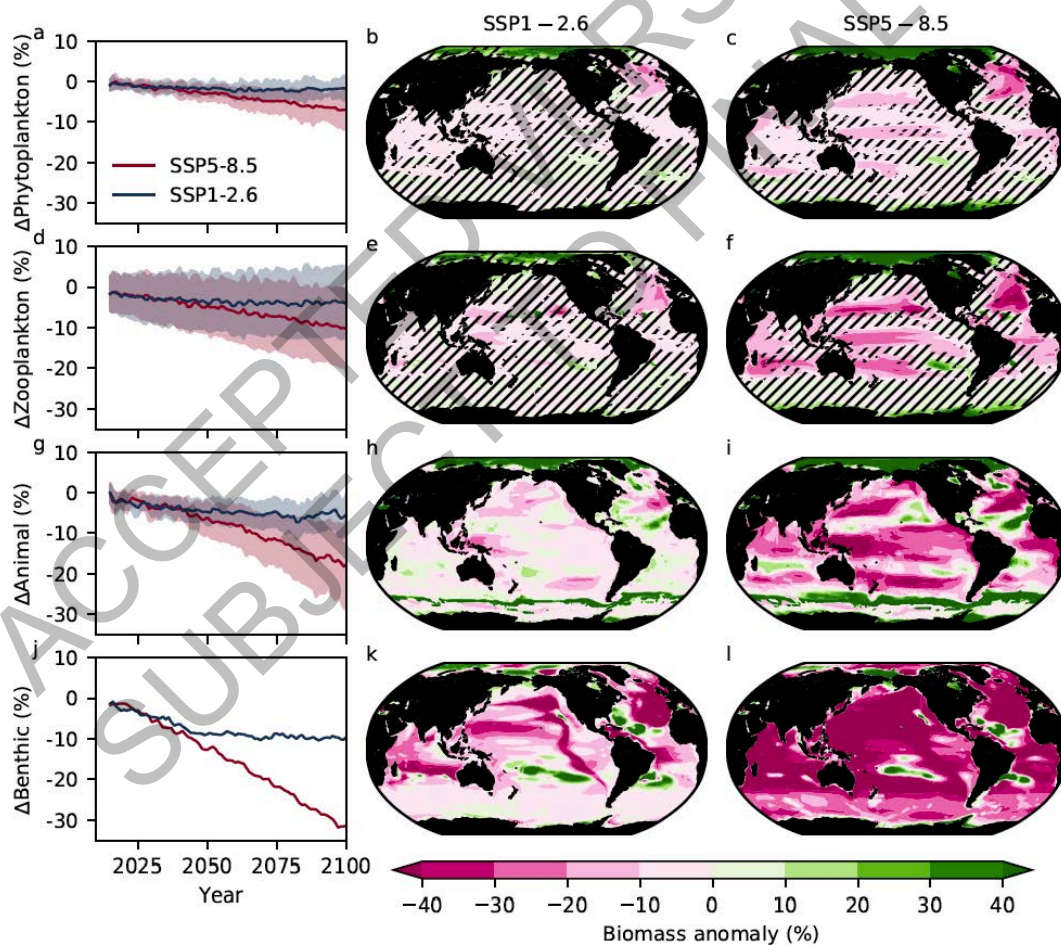 SSP1 – 2.6
SSP5 – 8.5
a
b
c
10
0
-10
-20
-30
ΔPhytoplankton (%)
SSP5-8.5
SSP1-2.6
d
e
f
10
0
-10
-20
-30
ΔZooplankton (%)
g
h
i
10
0
-10
-20
-30
ΔAnimal (%)
j
k
l
10
0
-10
-20
-30
ΔBenthic (%)
2025
2050
2075
2100
Year
−40
−30
−20
−10
0
10
20
30
40
Biomass anomaly (%)
ACCEPTED VERS
SUBJECT TO FINAL